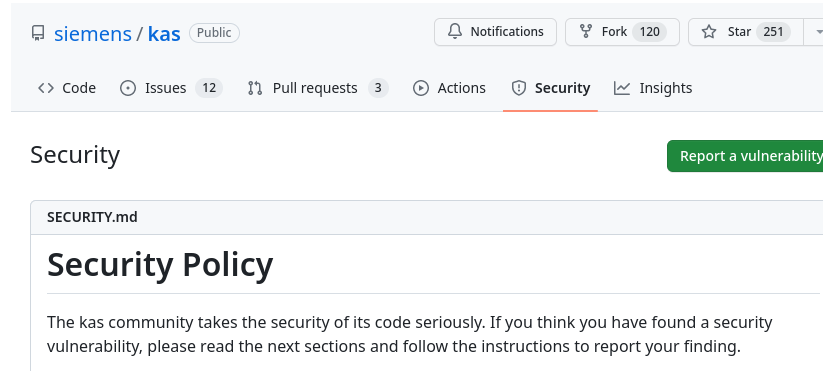 siemens / kas Public
Notifications Fork 120 Star 251
Code Issues 12 Pull requests 3 Actions Security Insights
Security
Report a vulnerability
SECURITY.md
Security Policy
The kas community takes the security of its code seriously. If you think you have found a security
vulnerability, please read the next sections and follow the instructions to report your finding.